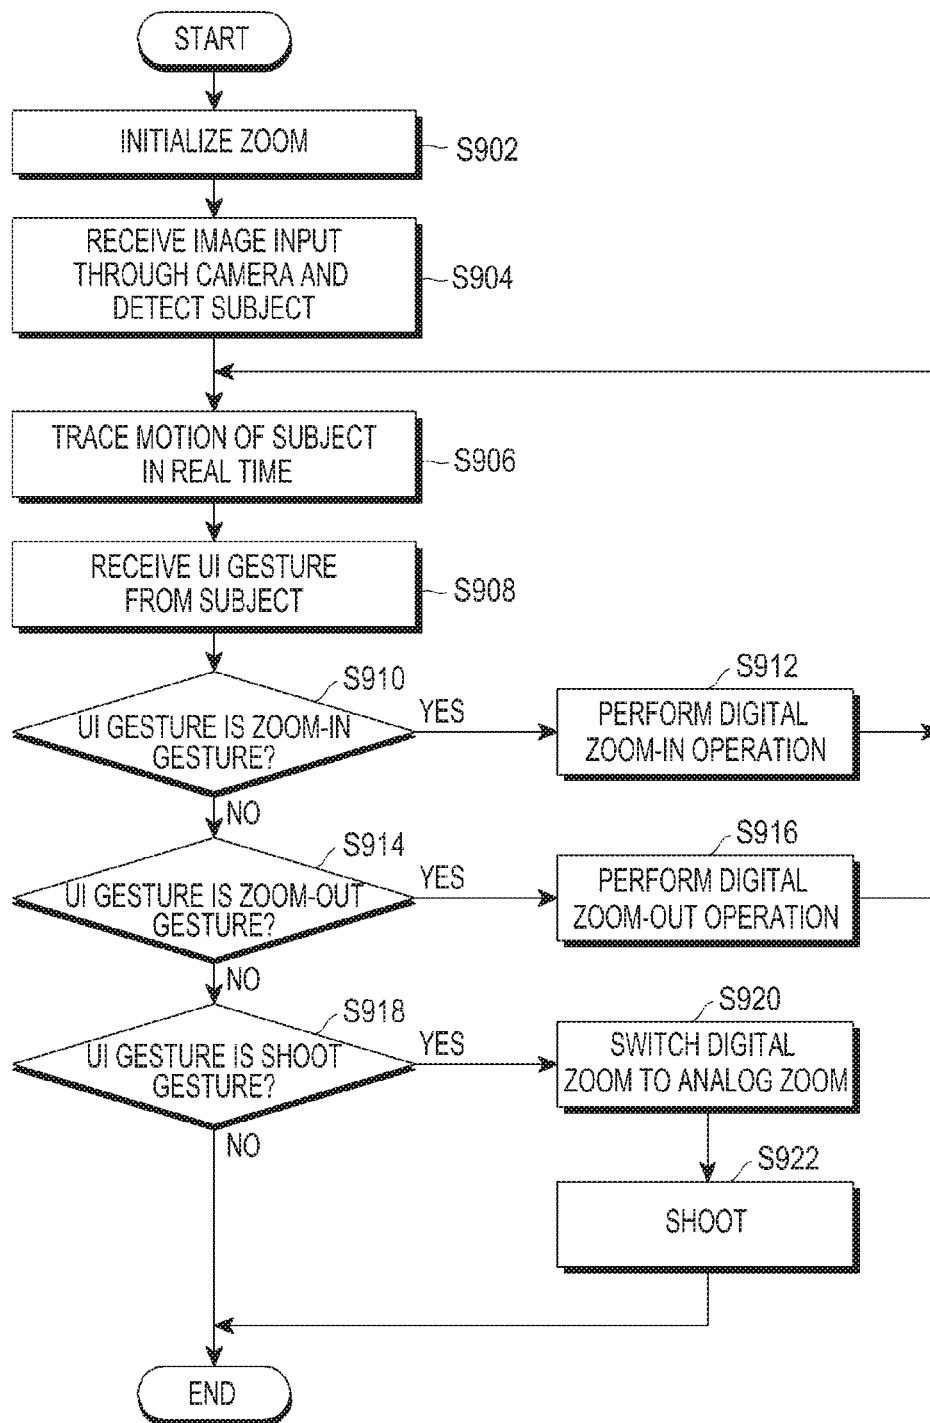 START
INITIALIZE ZOOM
S902
RECEIVE IMAGE INPUT
THROUGH CAMERA AND
DETECT SUBJECT
S904
TRACE MOTION OF SUBJECT
IN REAL TIME
S906
RECEIVE UI GESTURE
FROM SUBJECT
S908
S910
UI GESTURE IS ZOOM-IN
GESTURE?
YES
S912
PERFORM DIGITAL
ZOOM-IN OPERATION
NO
S914
UI GESTURE IS ZOOM-OUT
GESTURE?
YES
S916
PERFORM DIGITAL
ZOOM-OUT OPERATION
NO
S918
UI GESTURE IS SHOOT
GESTURE?
YES
S920
SWITCH DIGITAL
ZOOM TO ANALOG ZOOM
NO
S922
SHOOT
END